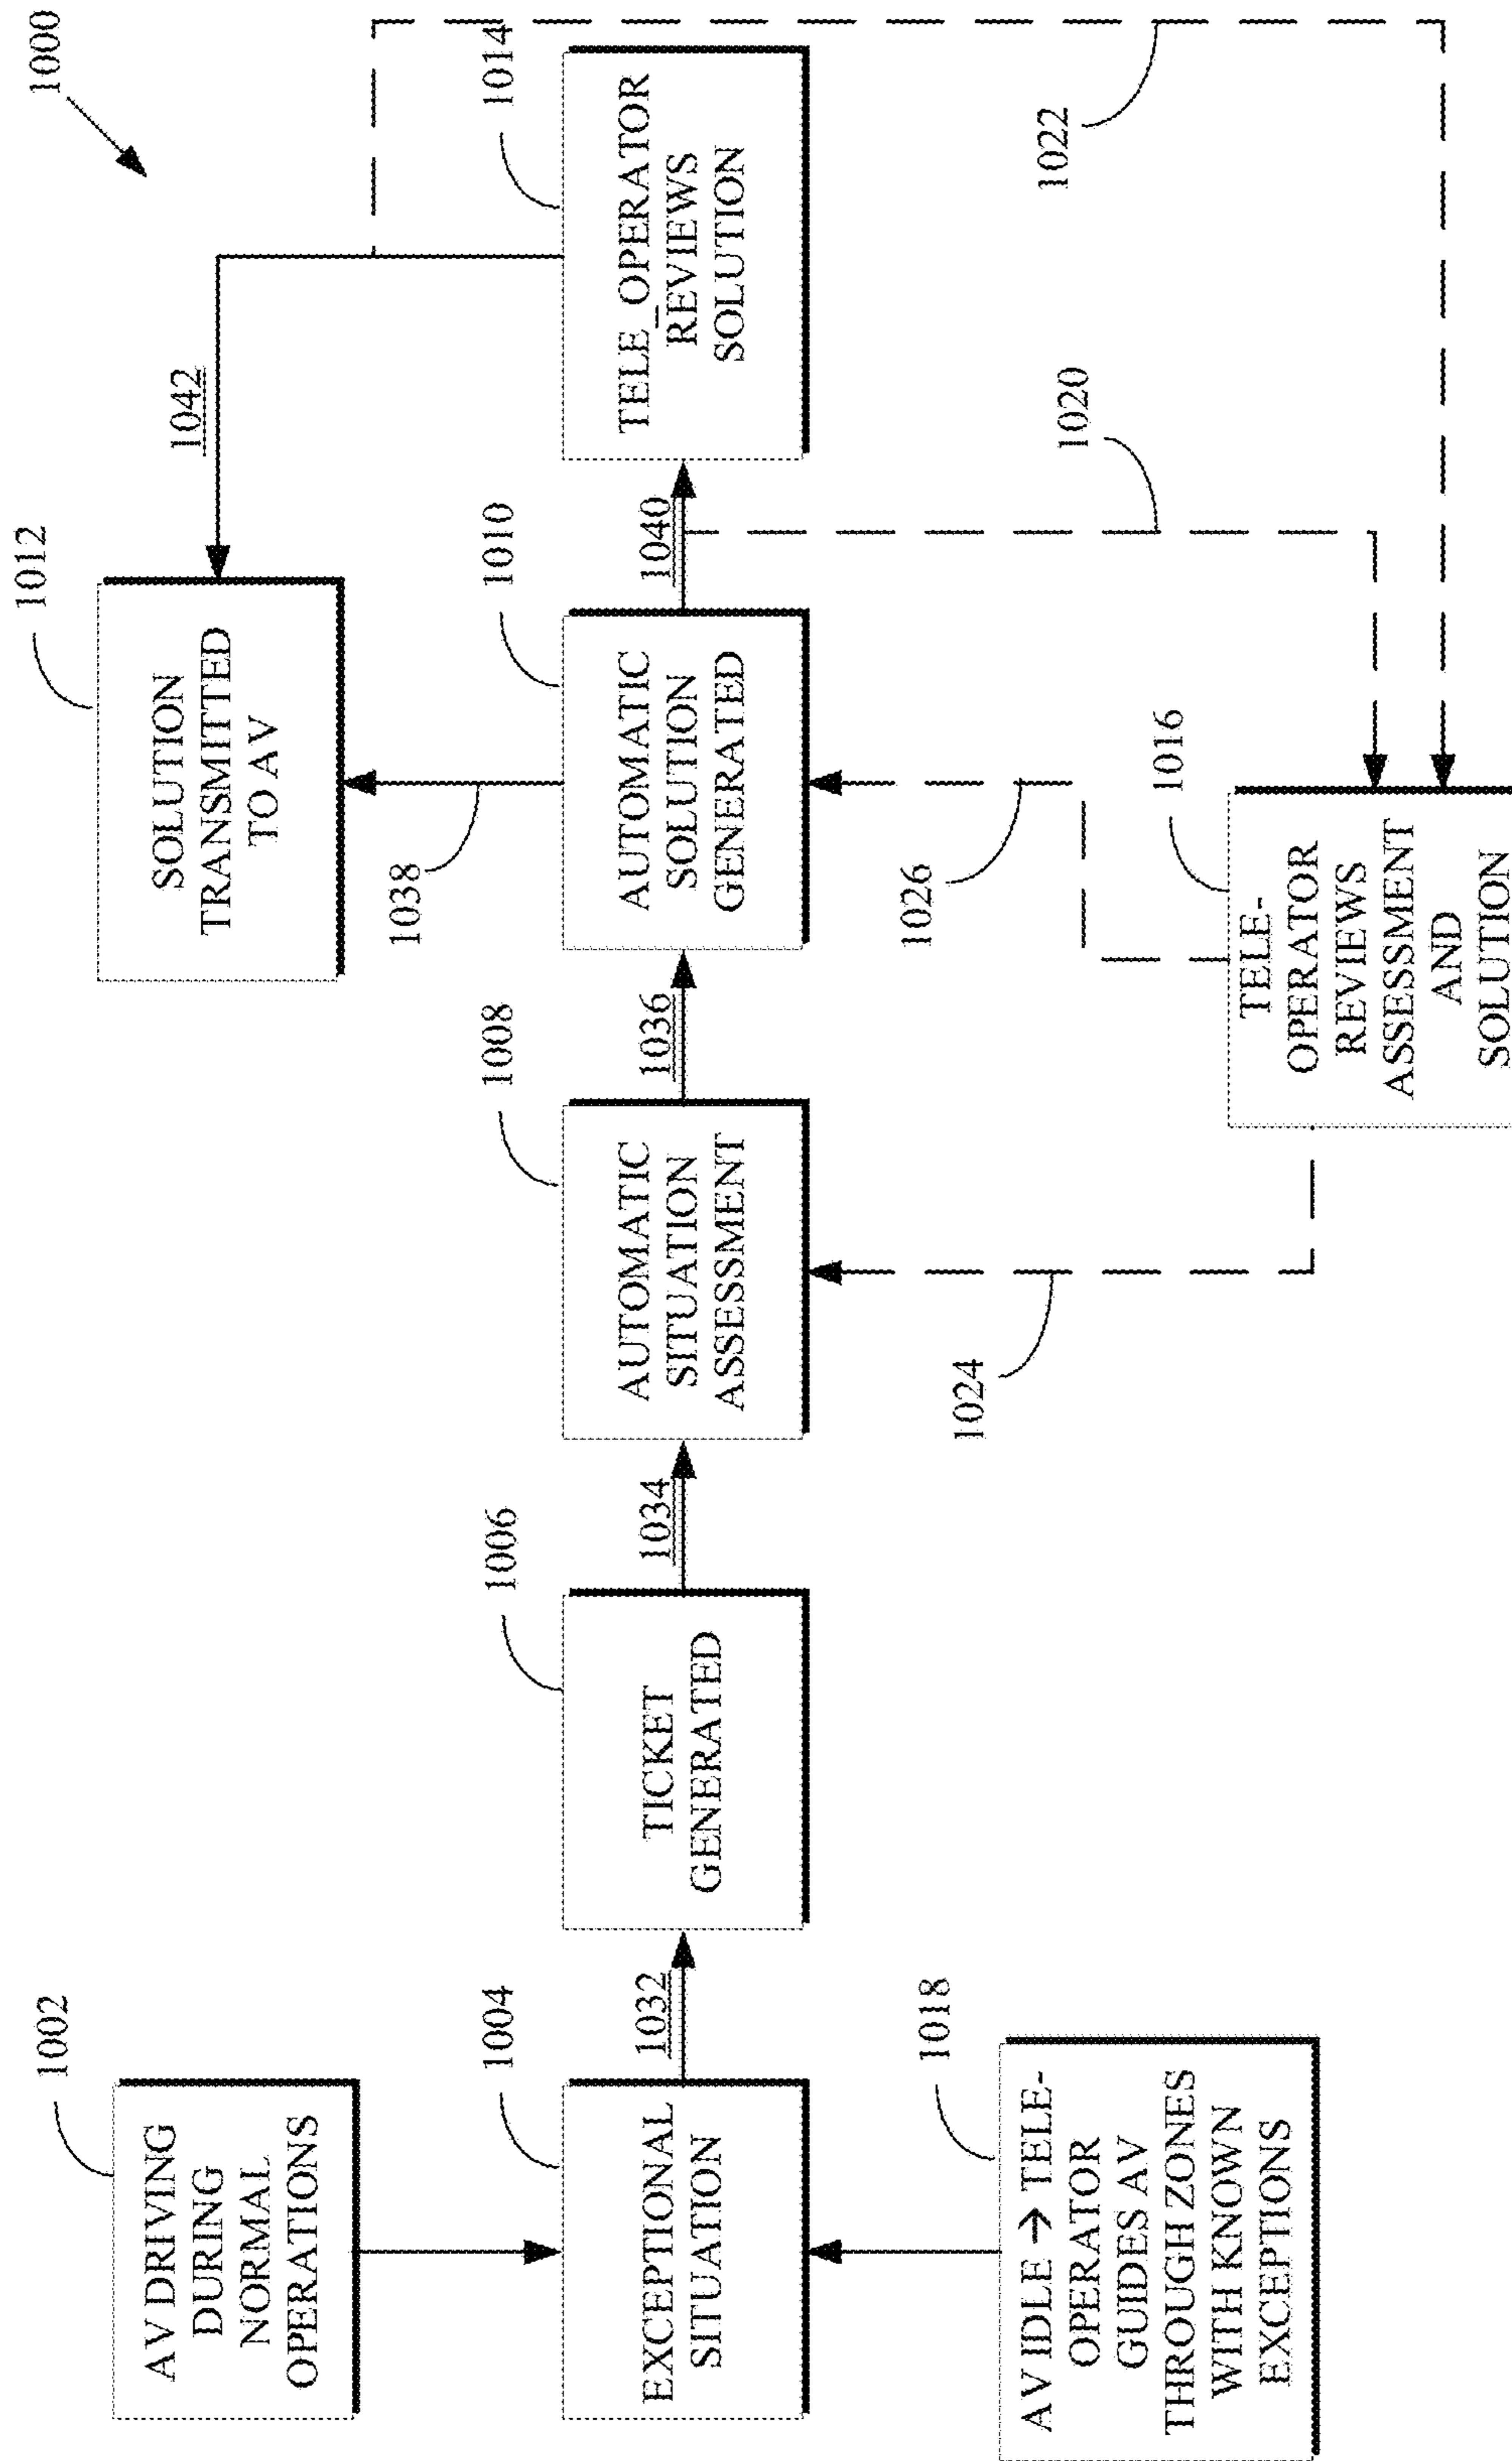 1000
1002
AV DRIVING
DURING
NORMAL
OPERATIONS
1004
EXCEPTIONAL
SITUATION
1018
AV IDLE → TELE-
OPERATOR
GUIDES AV
THROUGH ZONES
WITH KNOWN
EXCEPTIONS
1032
1006
TICKET
GENERATED
1034
1008
AUTOMATIC
SITUATION
ASSESSMENT
1036
1010
AUTOMATIC
SOLUTION
GENERATED
1038
1012
SOLUTION
TRANSMITTED
TO AV
1040
1042
1014
TELE_OPERATOR
REVIEWS
SOLUTION
1016
TELE-
OPERATOR
REVIEWS
ASSESSMENT
AND
SOLUTION
1024
1026
1020
1022